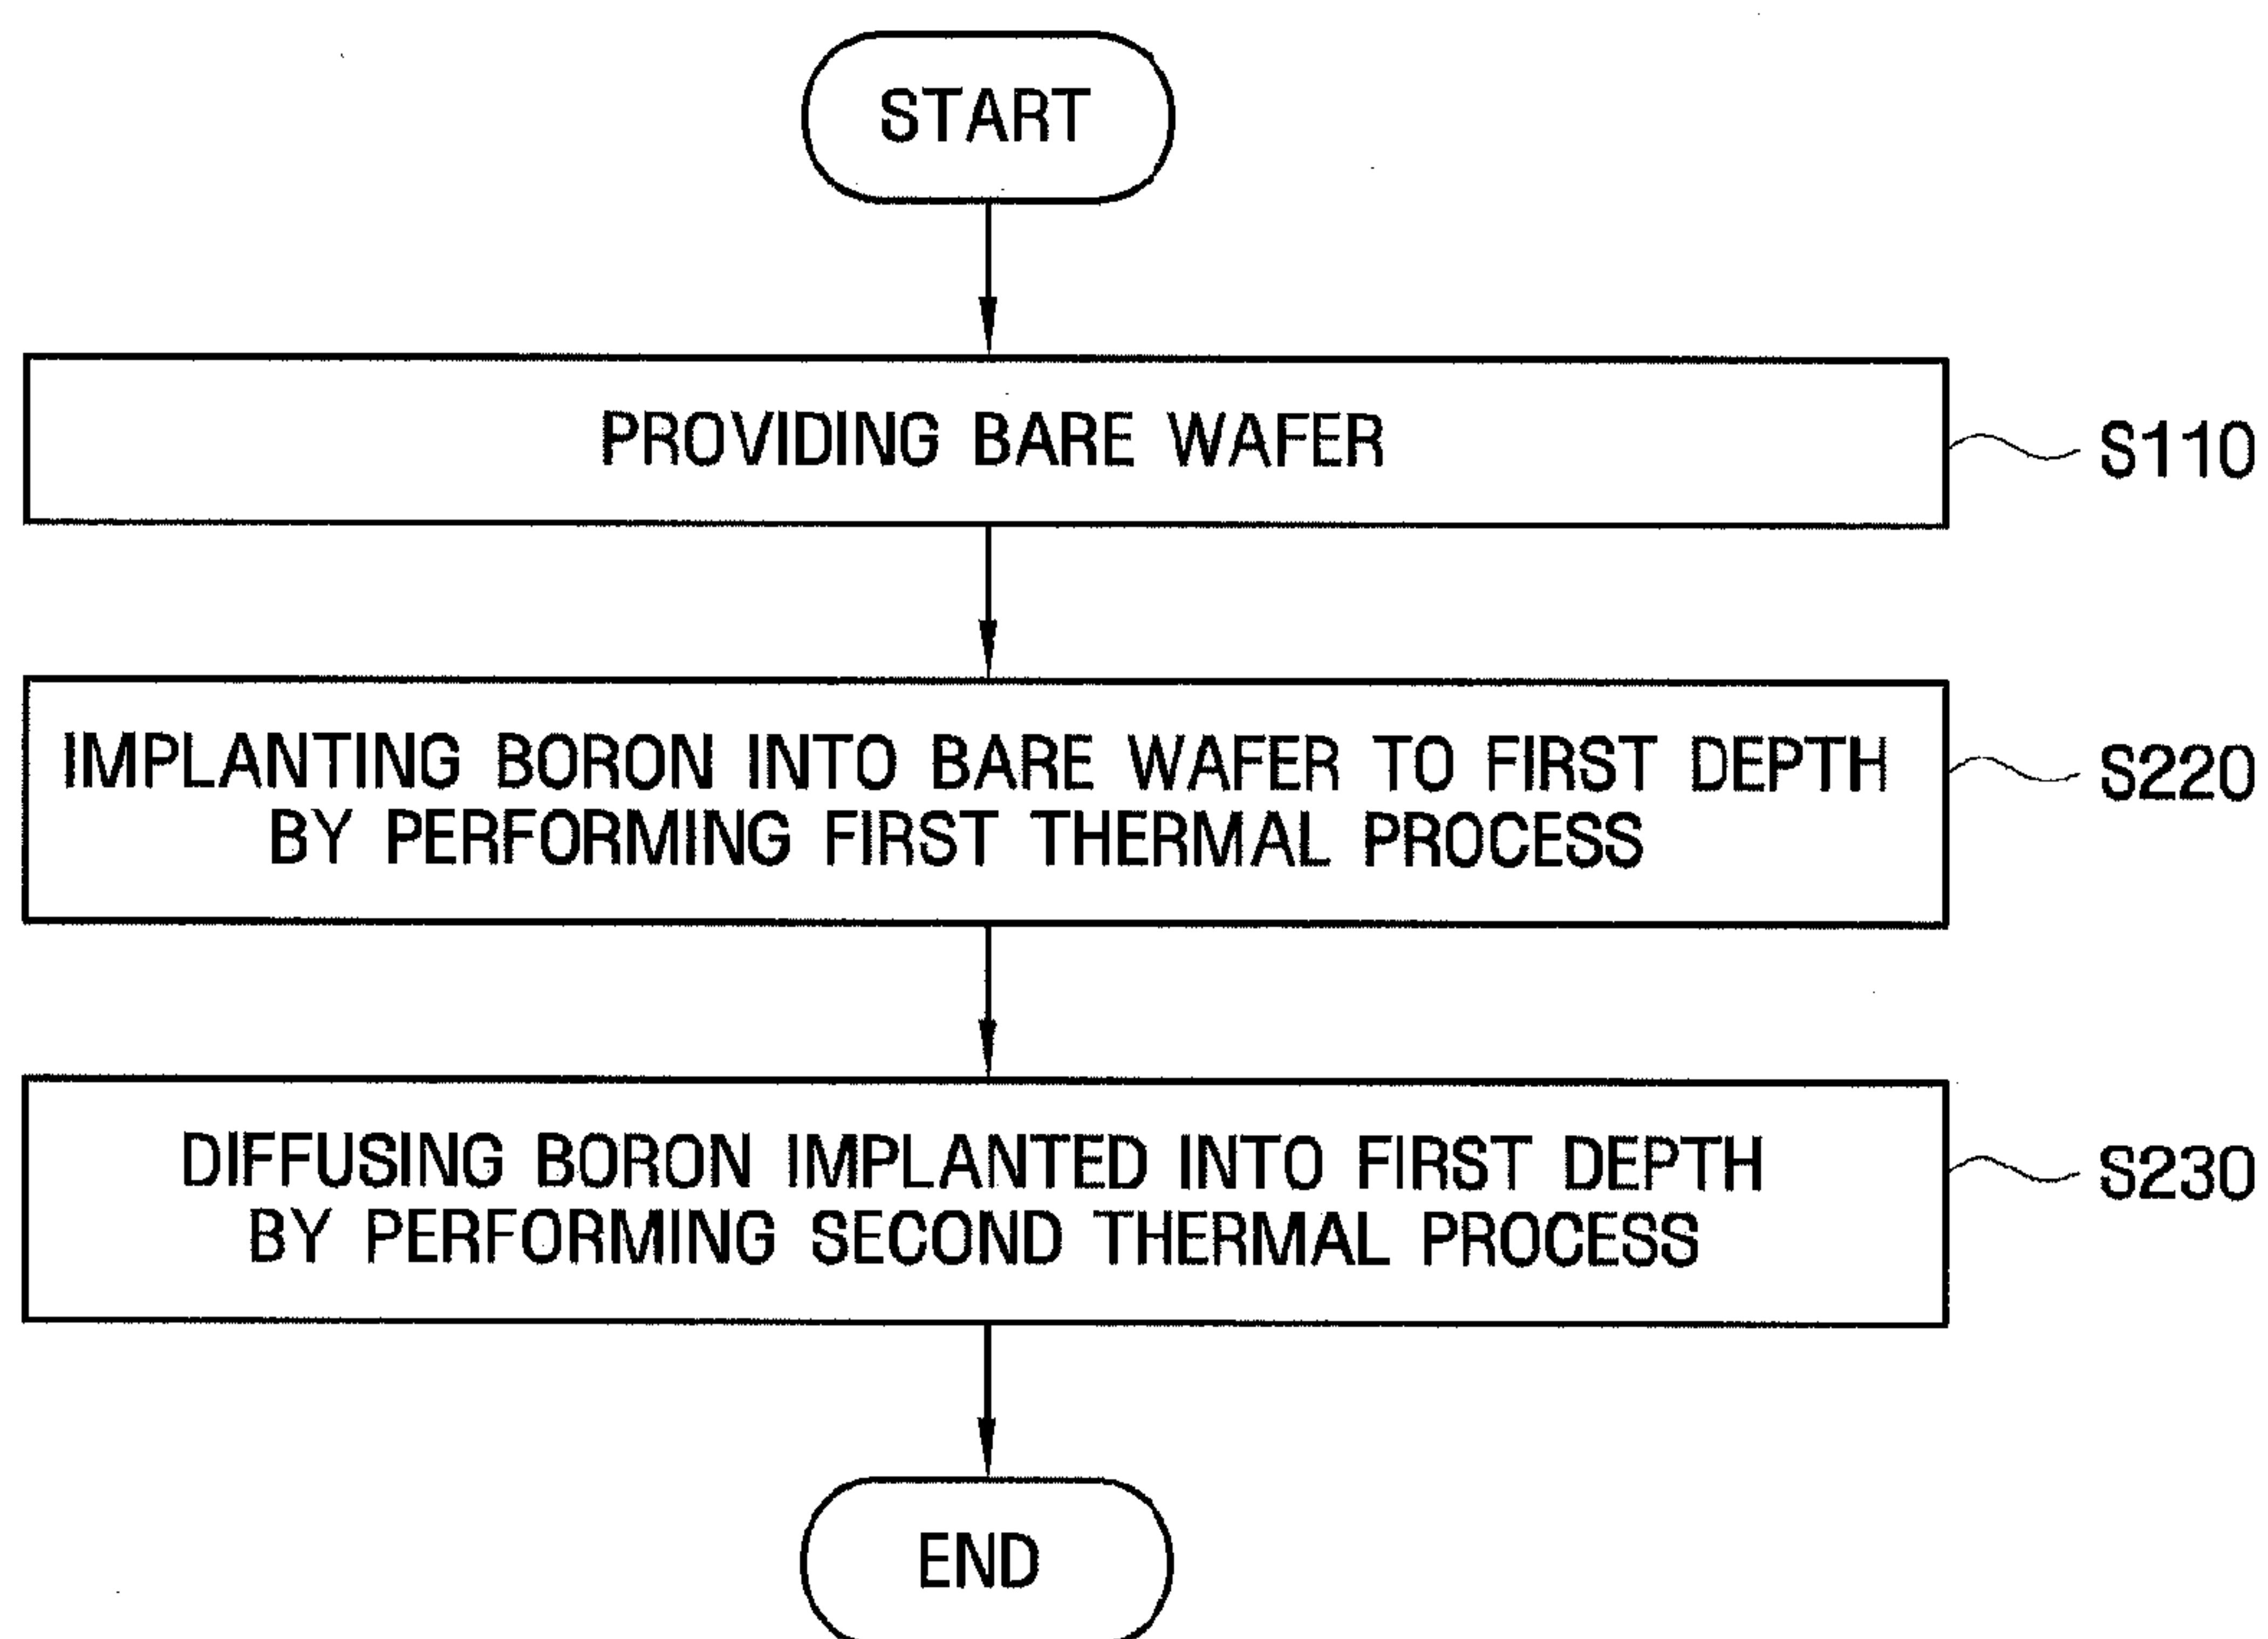 START
PROVIDING BARE WAFER
S110
IMPLANTING BORON INTO BARE WAFER TO FIRST DEPTH
BY PERFORMING FIRST THERMAL PROCESS
S220
DIFFUSING BORON IMPLANTED INTO FIRST DEPTH
BY PERFORMING SECOND THERMAL PROCESS
S230
END